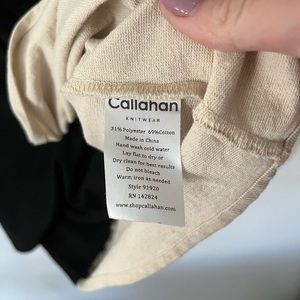 Callahan
KNITWEAR
31% Polyester 69%Cotton
Made in China
Hand wash cold water
Lay flat to dry or
Dry clean for best results
Do not bleach
Warm iron as needed
Style 91920
RN 142824
www.shopcallahan.com